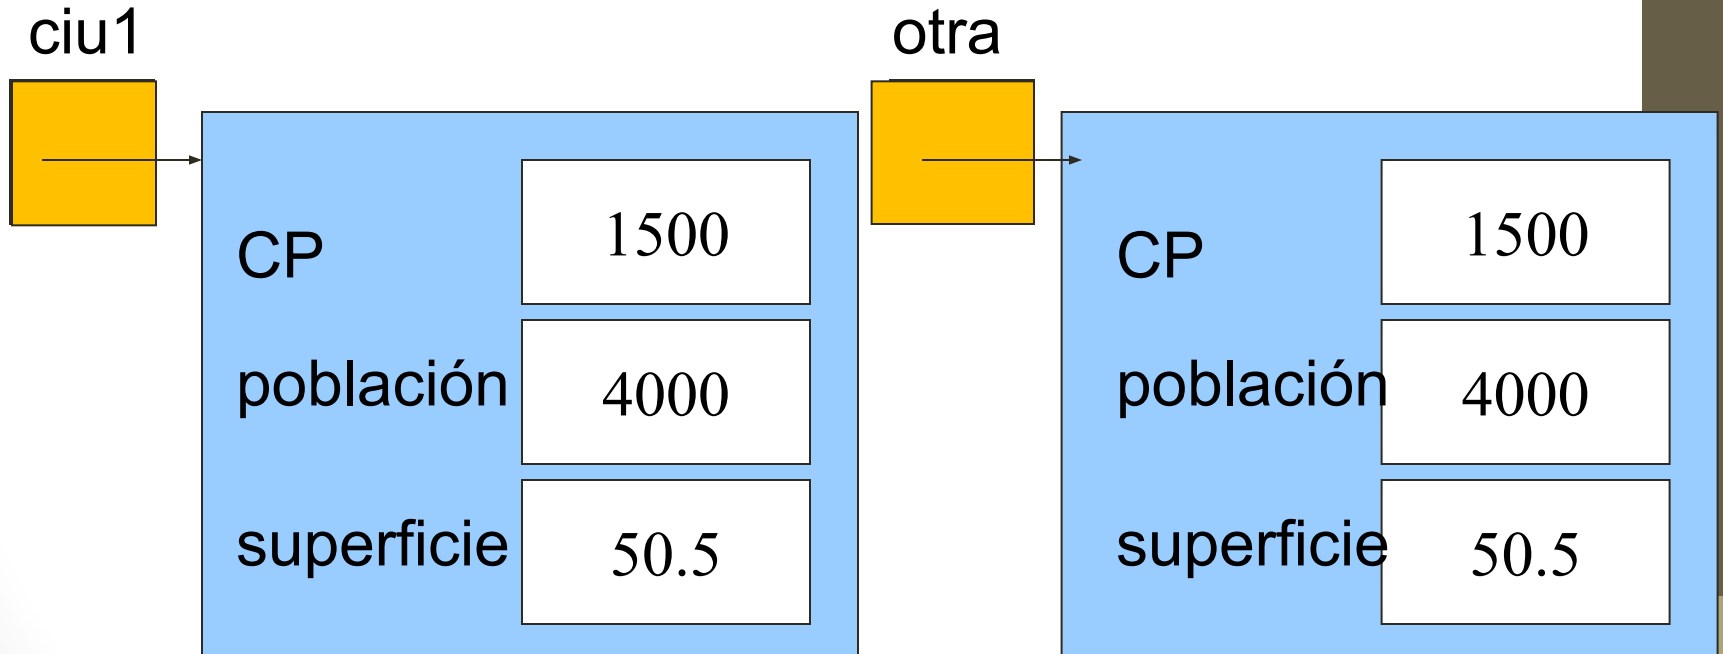 ciu1
otra
CP 1500
población 4000
superficie 50.5
CP 1500
población 4000
superficie 50.5